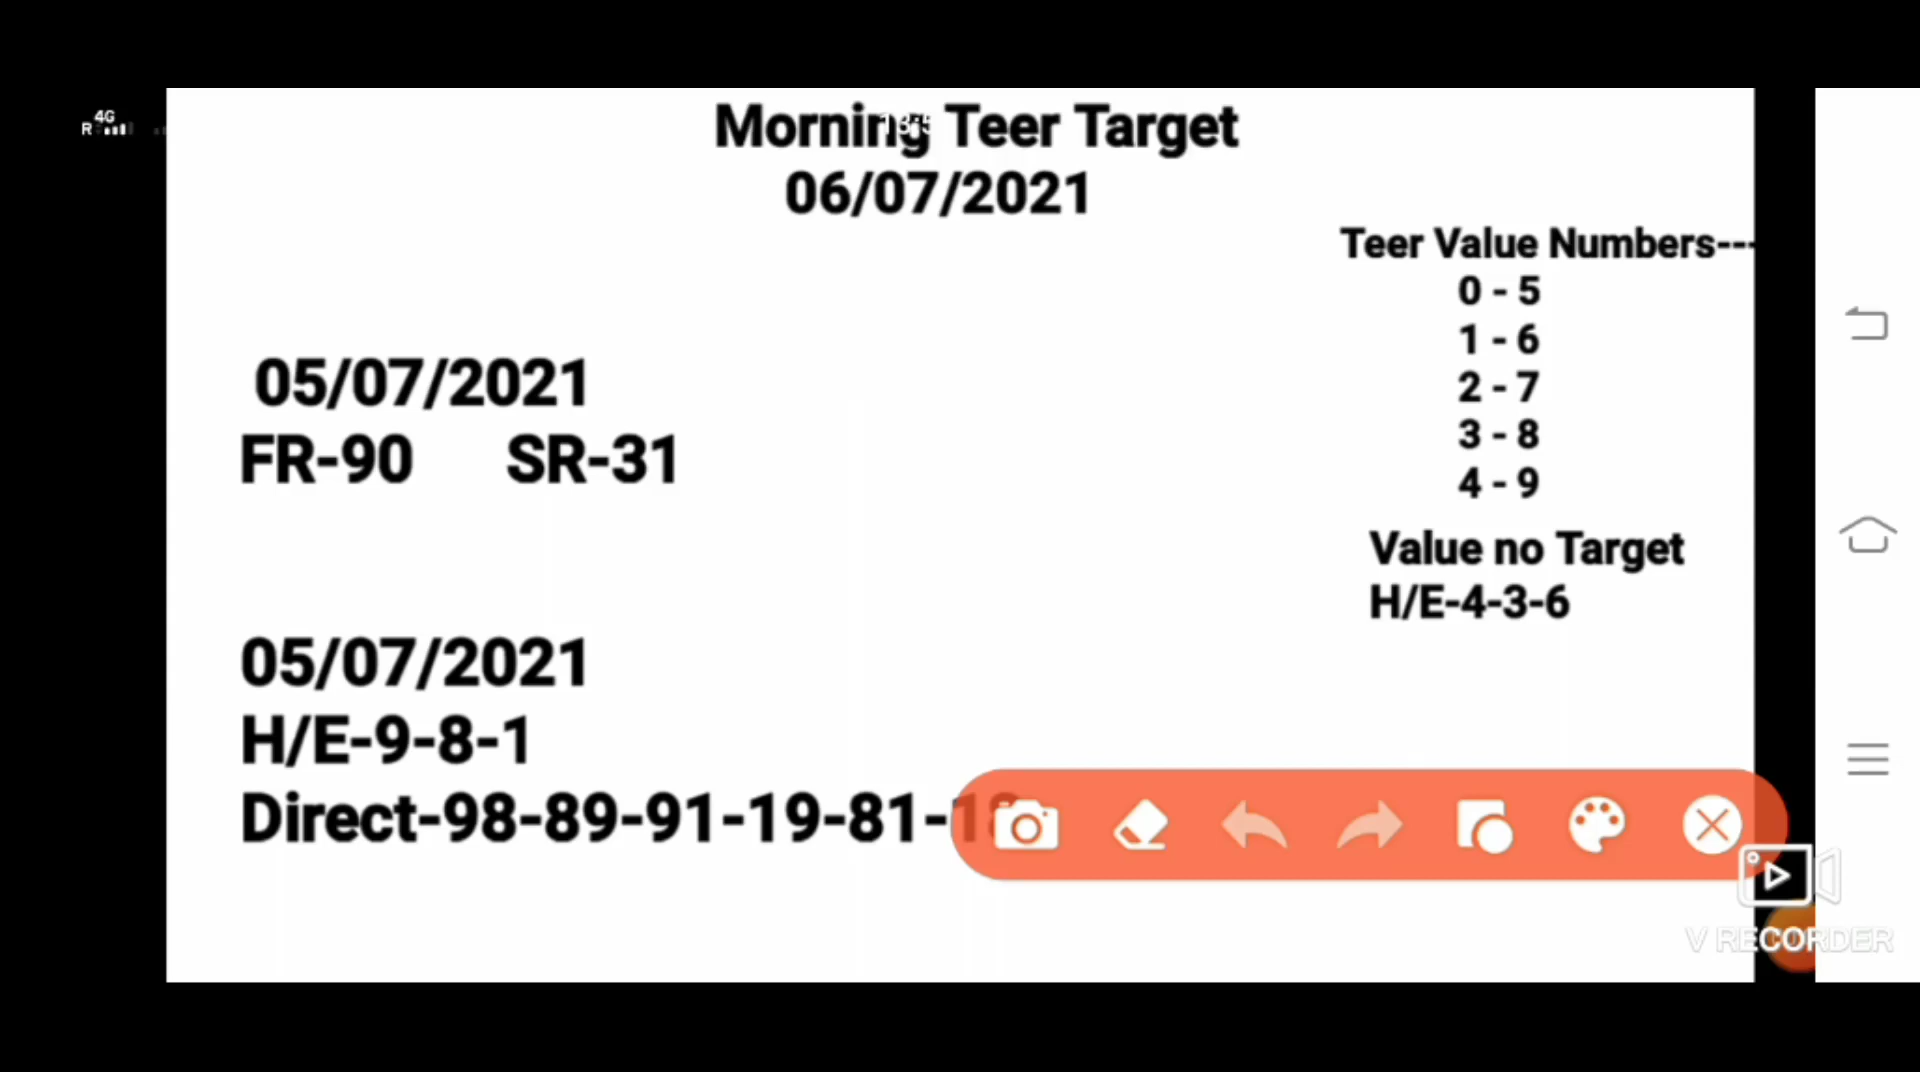 4G
R
Morning Teer Target
06/07/2021
Teer Value Numbers---
0 - 5
1 - 6
2 - 7
3 - 8
4 - 9
Value no Target
H/E-4-3-6
05/07/2021
FR-90 SR-31
05/07/2021
H/E-9-8-1
Direct-98-89-91-19-81-18
V RECORDER